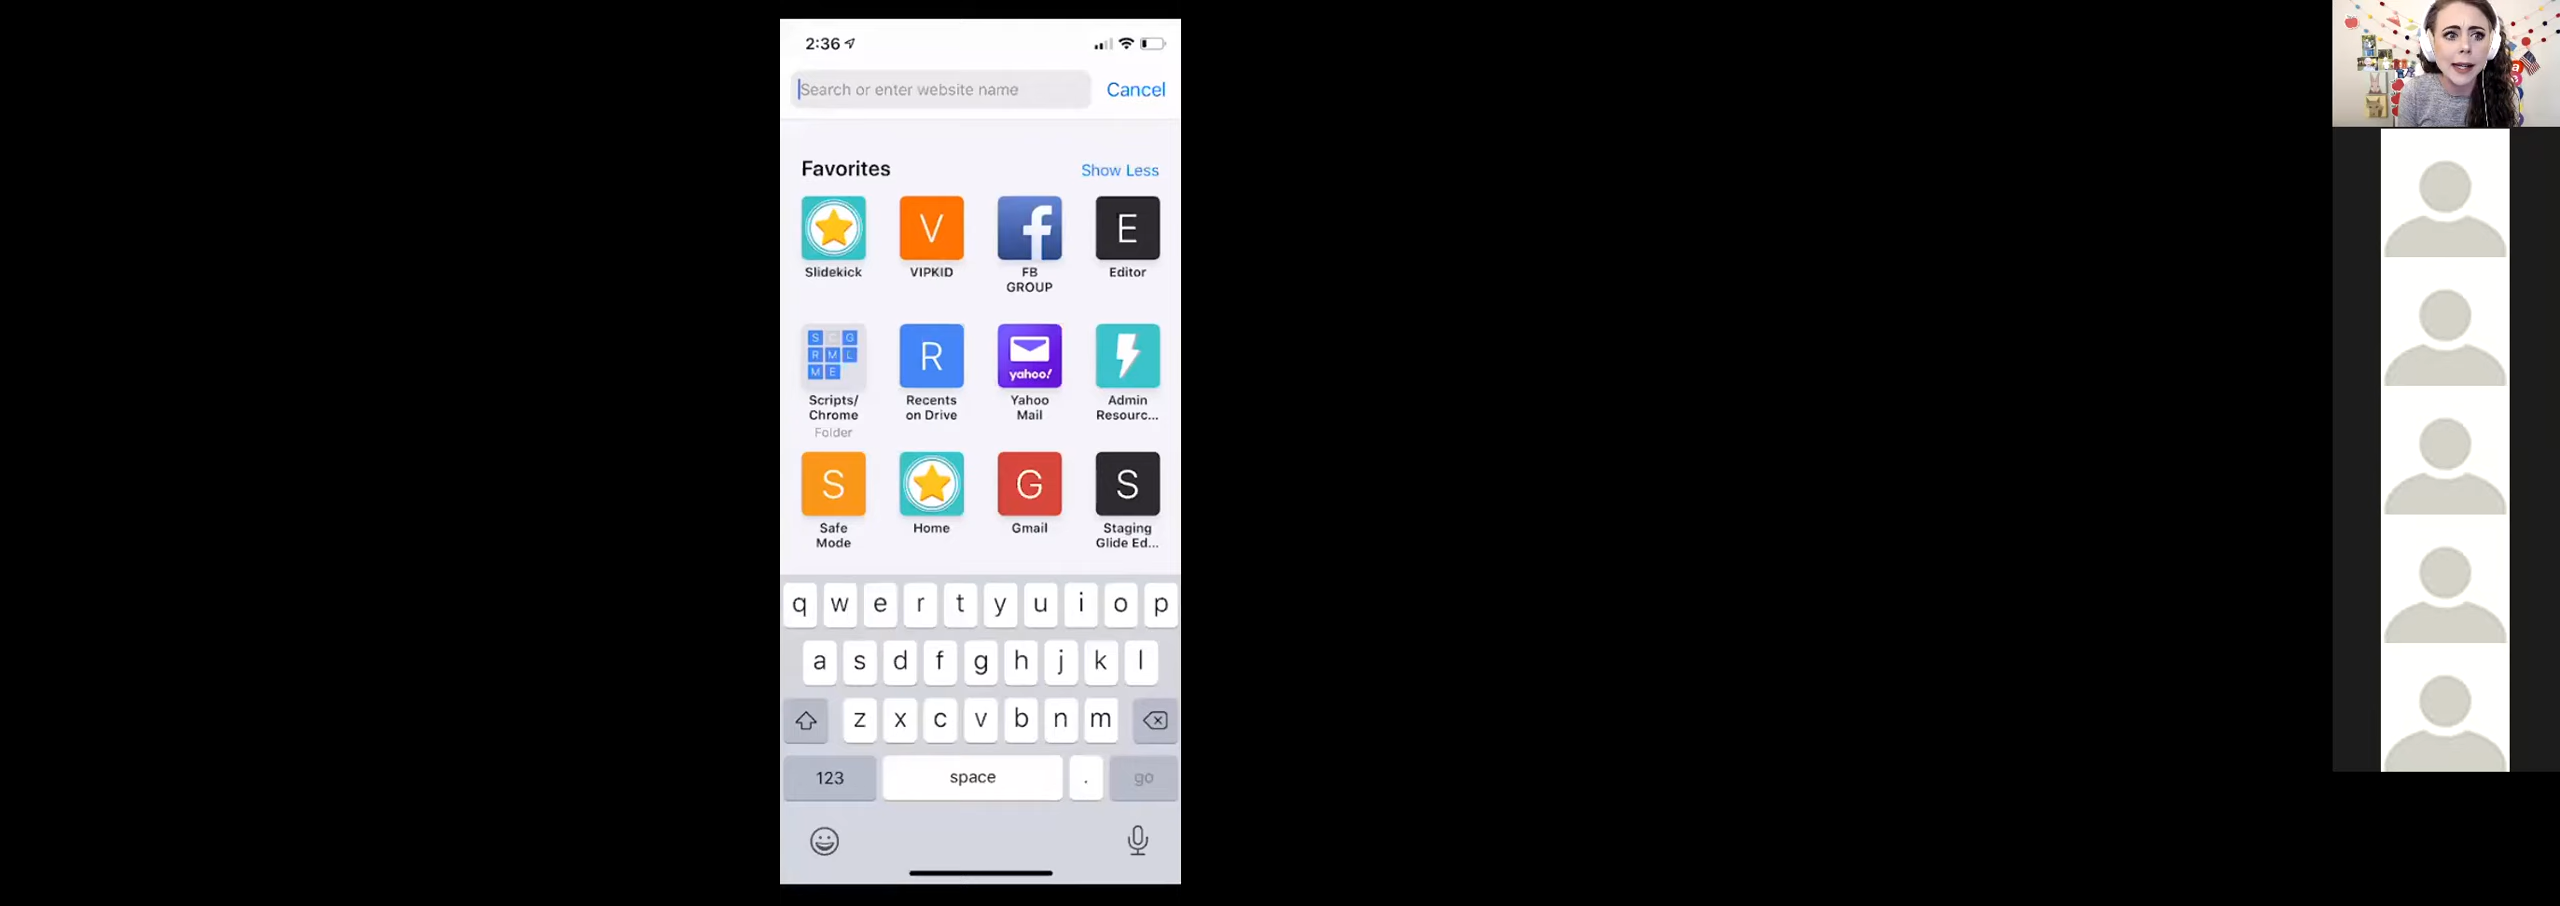 2:36
Search or enter website name
Cancel
Favorites
Show Less
V
f
E
Slidekick
VIPKID
FB
GROUP
Editor
S C G
R M L
M E
R
yahoo!
Scripts/
Chrome
Folder
Recents
on Drive
Yahoo
Mail
Admin
Resourc...
S
G
S
Safe
Mode
Home
Gmail
Staging
Glide Ed...
q w e r t y u i o p
a s d f g h j k l
z x c v b n m
123
space
.
go